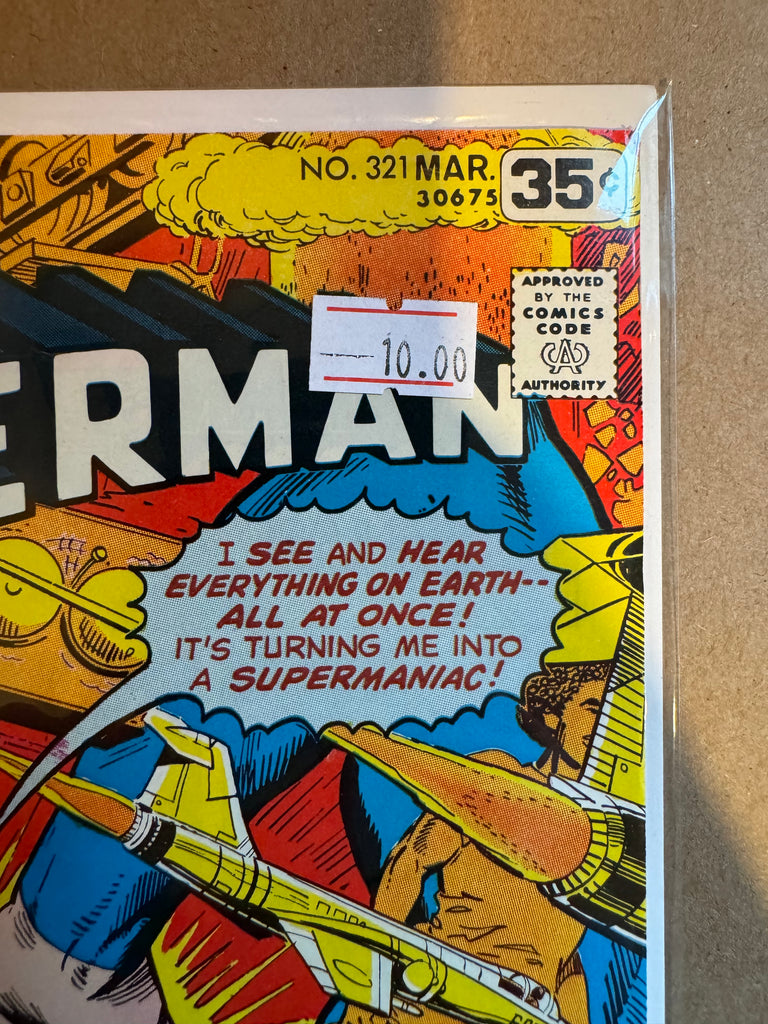 NO. 321 MAR.
30675
35¢
APPROVED
BY THE
COMICS
CODE
AUTHORITY
10.00
ERMAN
I SEE AND HEAR
EVERYTHING ON EARTH--
ALL AT ONCE!
IT'S TURNING ME INTO
A SUPERMANIAC!